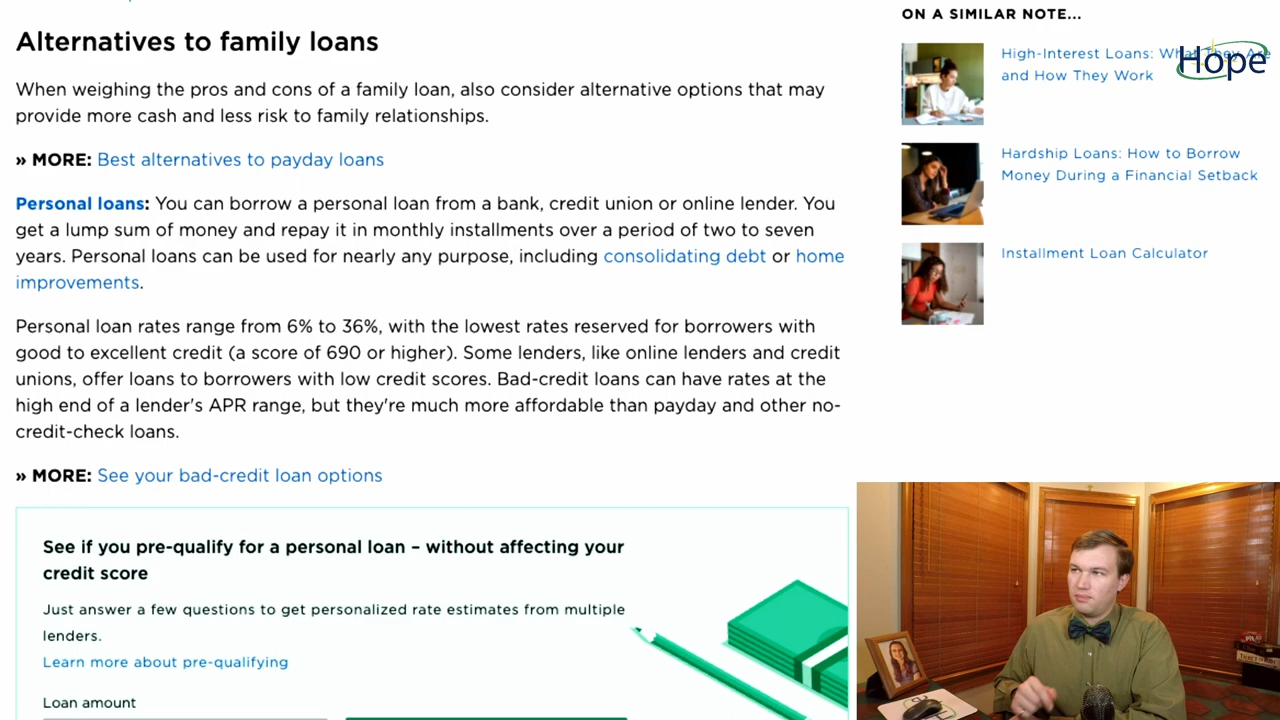 Alternatives to family loans
When weighing the pros and cons of a family loan, also consider alternative options that may
provide more cash and less risk to family relationships.
» MORE: Best alternatives to payday loans
Personal loans: You can borrow a personal loan from a bank, credit union or online lender. You
get a lump sum of money and repay it in monthly installments over a period of two to seven
years. Personal loans can be used for nearly any purpose, including consolidating debt or home
improvements.
Personal loan rates range from 6% to 36%, with the lowest rates reserved for borrowers with
good to excellent credit (a score of 690 or higher). Some lenders, like online lenders and credit
unions, offer loans to borrowers with low credit scores. Bad-credit loans can have rates at the
high end of a lender's APR range, but they're much more affordable than payday and other no-
credit-check loans.
» MORE: See your bad-credit loan options
See if you pre-qualify for a personal loan – without affecting your
credit score
Just answer a few questions to get personalized rate estimates from multiple
lenders.
Learn more about pre-qualifying
Loan amount
ON A SIMILAR NOTE...
High-Interest Loans: What They Are
and How They Work
Hope
Hardship Loans: How to Borrow
Money During a Financial Setback
Installment Loan Calculator